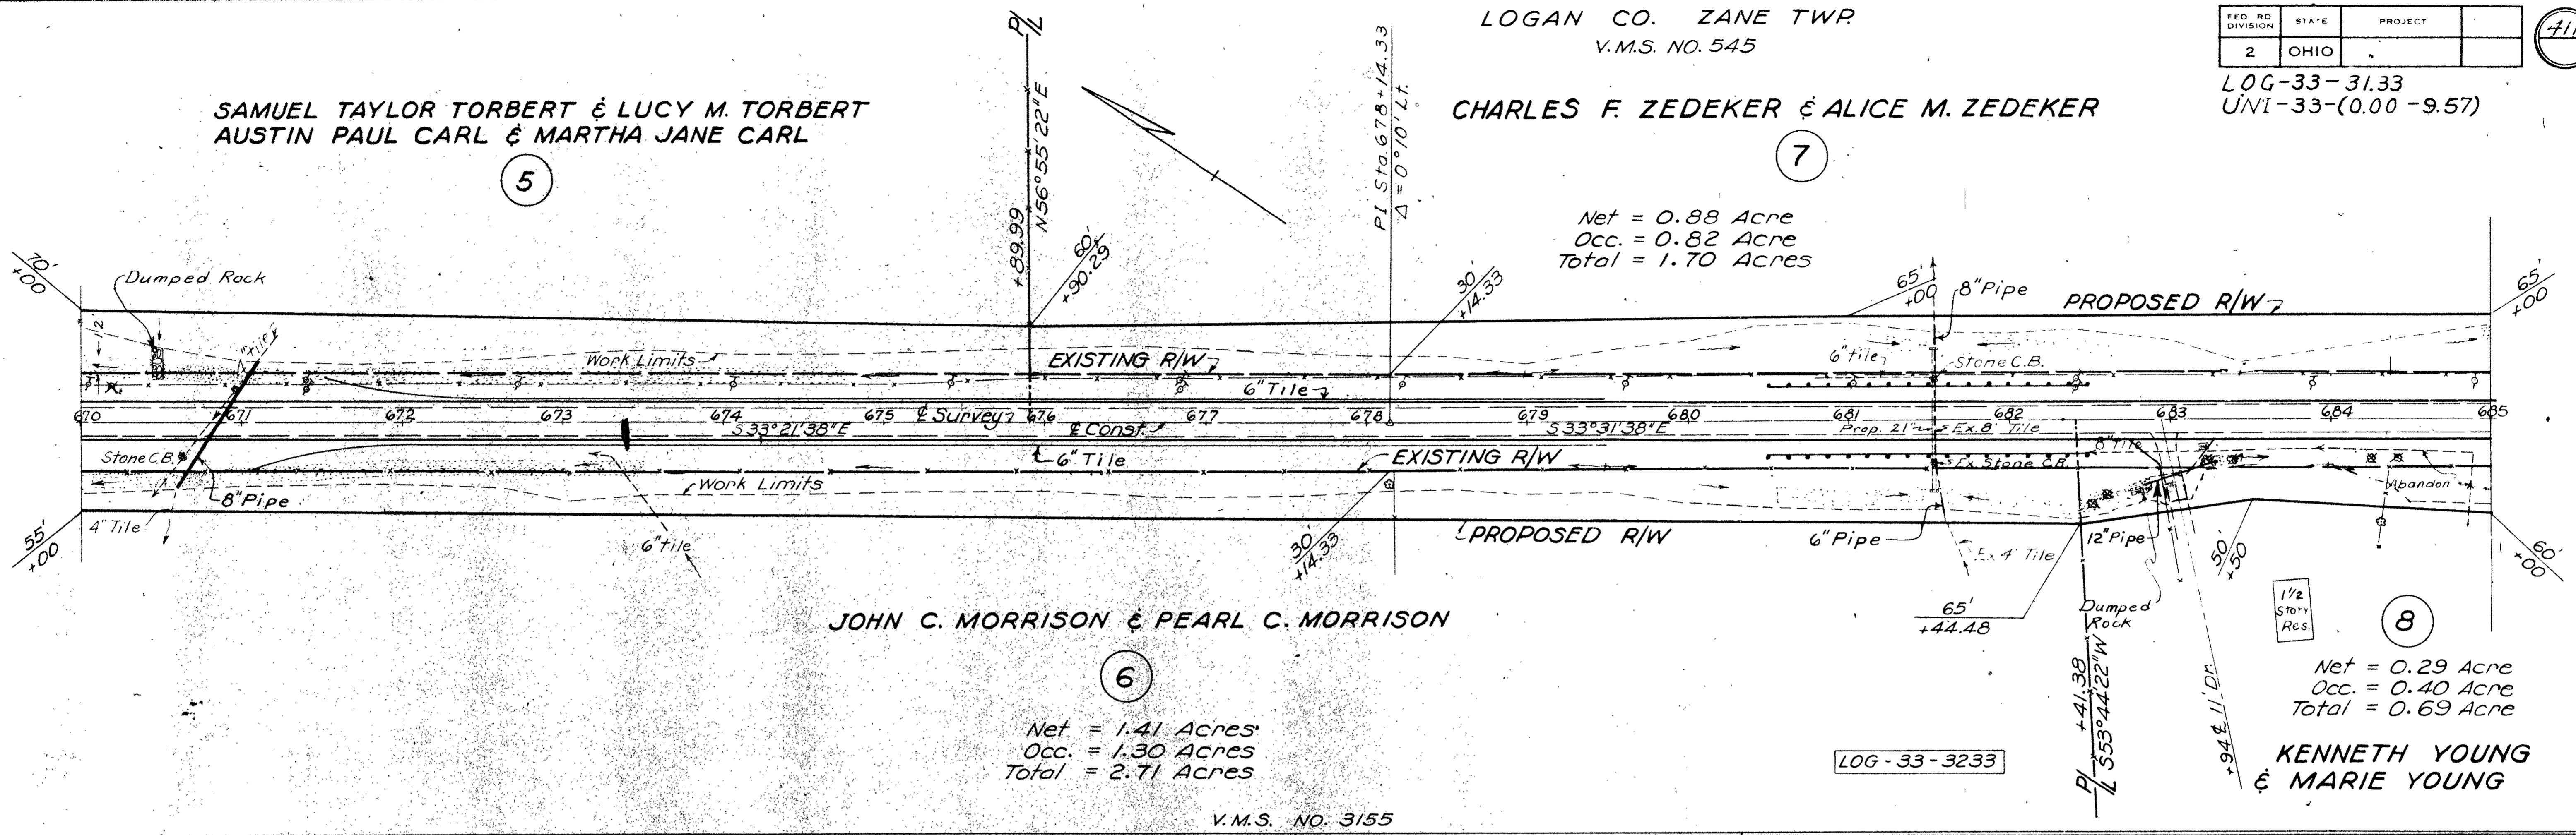 LOGAN CO. ZANE TWP.
V.M.S. NO. 545
FED RD DIVISION STATE PROJECT
2 OHIO
LOG-33-31.33
UNI-33-(0.00-9.57)
SAMUEL TAYLOR TORBERT & LUCY M. TORBERT
AUSTIN PAUL CARL & MARTHA JANE CARL
5
P/L
N56°55'22"E
+89.99
60'
+90.29
PI Sta. 678+14.33
Δ = 0°10' Lt.
CHARLES F. ZEDEKER & ALICE M. ZEDEKER
7
Net = 0.88 Acre
Occ. = 0.82 Acre
Total = 1.70 Acres
70'
+00
Dumped Rock
12
30'
+14.33
65'
+00
8" Pipe
PROPOSED R/W
65'
+00
Work Limits
EXISTING R/W
6" Tile
6" tile
Stone C.B.
670 671 672 673 674 675 ℄ Survey 676 677 678 679 680 681 682 683 684 685
S33°21'38"E
℄ Const.
S33°31'38"E
Prop. 21'
Ex. 8" Tile
Stone C.B.
8" Pipe
4" Tile
6" Tile
EXISTING R/W
Ex. Stone C.B.
8" Tile
Abandon
Work Limits
55'
+00
6" tile
30'
+14.33
PROPOSED R/W
6" Pipe
Ex. 4" Tile
12" Pipe
50'
+50
60'
+00
65'
+44.48
Dumped Rock
1½ Story Res.
8
JOHN C. MORRISON & PEARL C. MORRISON
6
Net = 1.41 Acres
Occ. = 1.30 Acres
Total = 2.71 Acres
P/L +41.38
S53°44'22"W
+94 ℄ 11' Dr.
Net = 0.29 Acre
Occ. = 0.40 Acre
Total = 0.69 Acre
KENNETH YOUNG
& MARIE YOUNG
LOG-33-3233
V.M.S. NO. 3155